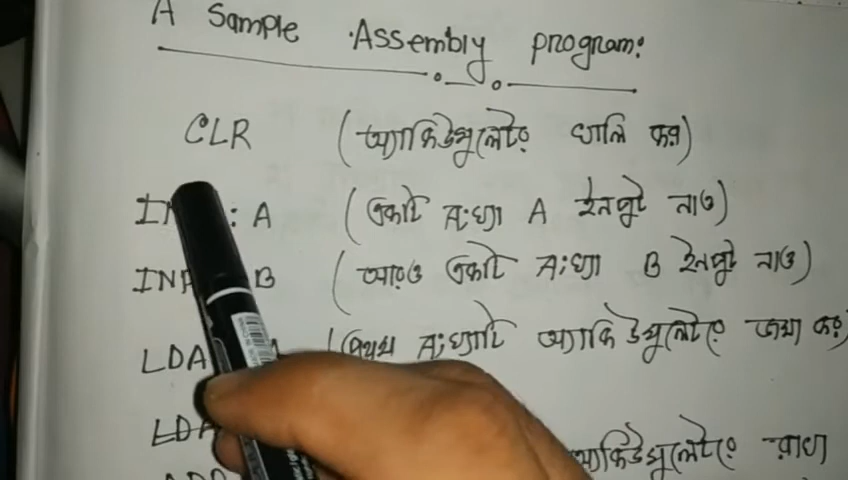 A Sample Assembly program:
CLR (অ্যাকিউমুলেটর খালি কর)
: A (একটি সংখ্যা A ইনপুট নাও)
B (আরও একটি সংখ্যা B ইনপুট নাও)
LDA (প্রথম সংখ্যাটি অ্যাকিউমুলেটরে জমা কর)
LDA অ্যাকিউমুলেটরে রাখ